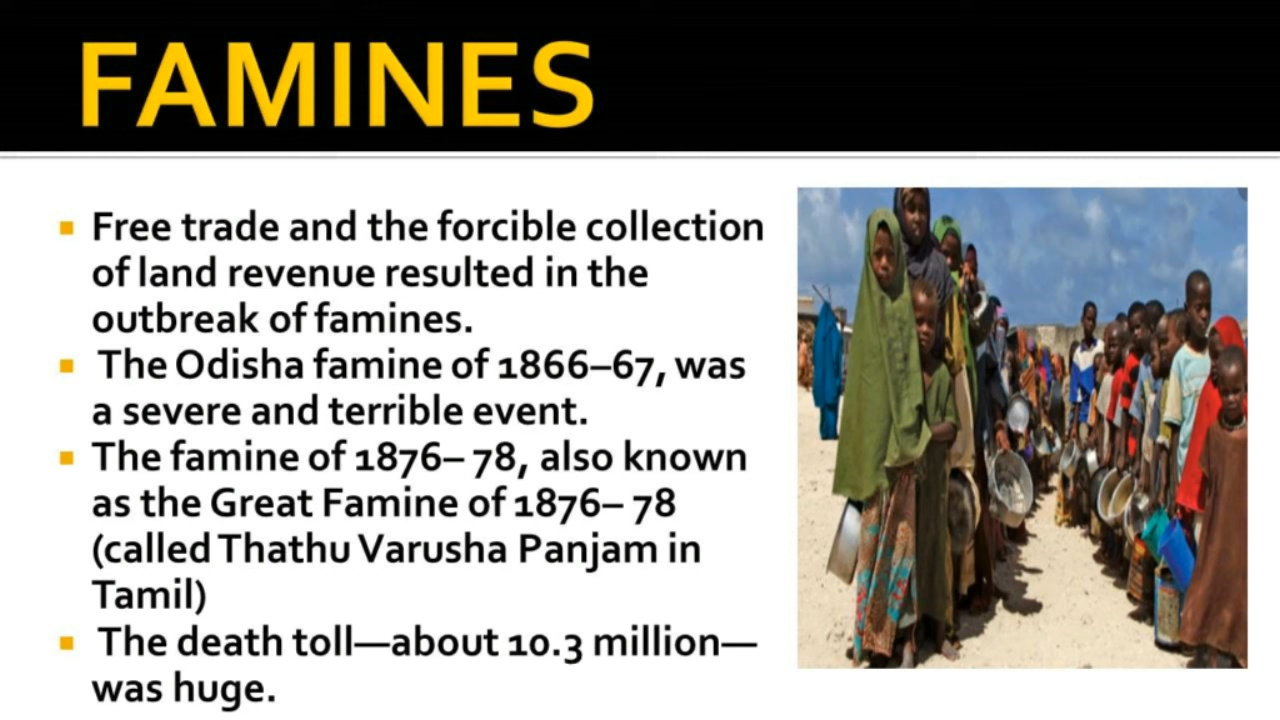 FAMINES
Free trade and the forcible collection
of land revenue resulted in the
outbreak of famines.
The Odisha famine of 1866–67, was
a severe and terrible event.
The famine of 1876– 78, also known
as the Great Famine of 1876– 78
(called Thathu Varusha Panjam in
Tamil)
The death toll—about 10.3 million—
was huge.